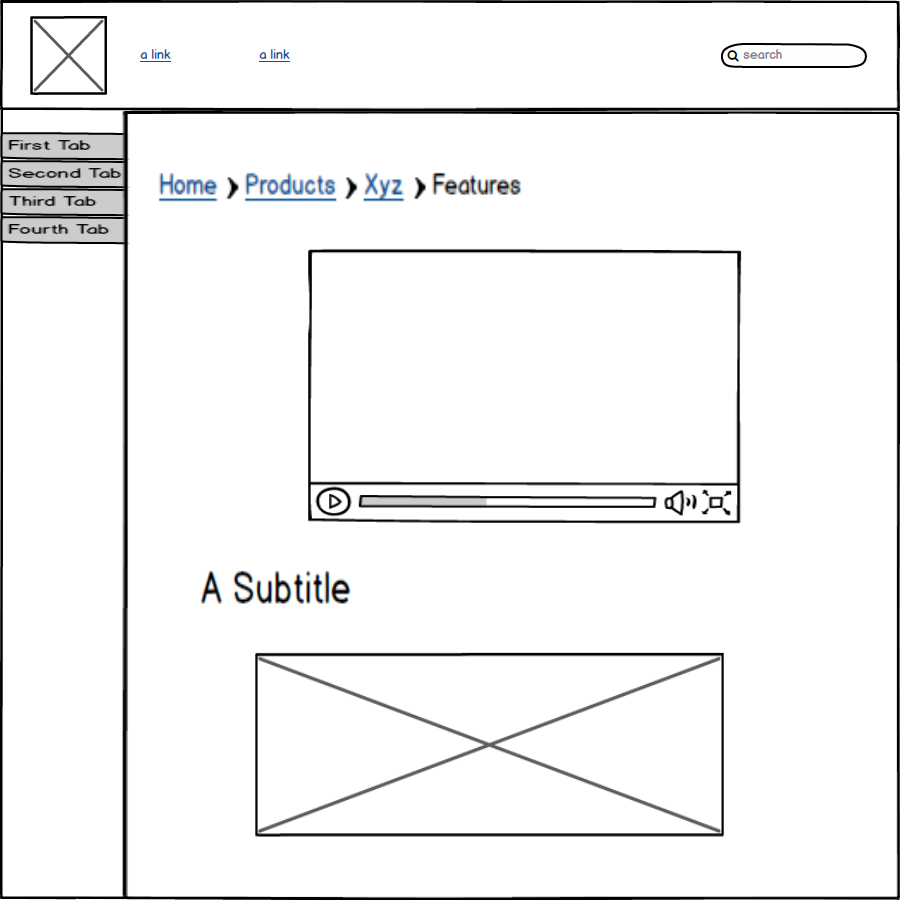 a link a link search
First Tab
Second Tab
Third Tab
Fourth Tab
Home Products Xyz Features
A Subtitle